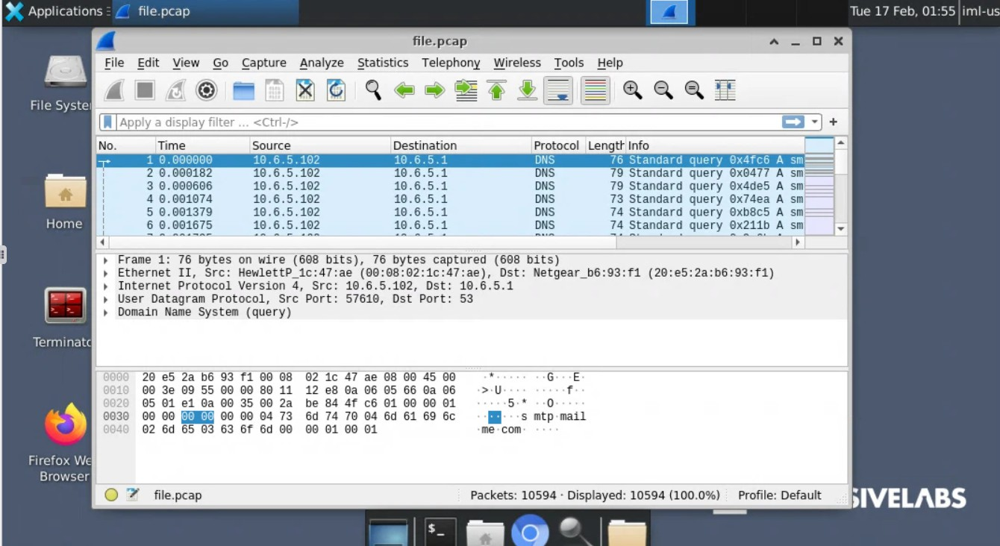 Applications file.pcap Tue 17 Feb, 01:55 iml-us
file.pcap
File Edit View Go Capture Analyze Statistics Telephony Wireless Tools Help
File System
Apply a display filter … <Ctrl-/>
No. Time Source Destination Protocol Length Info
1 0.000000 10.6.5.102 10.6.5.1 DNS 76 Standard query 0x4fc6 A sm
2 0.000182 10.6.5.102 10.6.5.1 DNS 79 Standard query 0x0477 A sm
3 0.000606 10.6.5.102 10.6.5.1 DNS 79 Standard query 0x4de5 A sm
4 0.001074 10.6.5.102 10.6.5.1 DNS 73 Standard query 0x74ea A sm
5 0.001379 10.6.5.102 10.6.5.1 DNS 74 Standard query 0xb8c5 A sm
6 0.001675 10.6.5.102 10.6.5.1 DNS 74 Standard query 0x211b A sm
Home
Frame 1: 76 bytes on wire (608 bits), 76 bytes captured (608 bits)
Ethernet II, Src: HewlettP_1c:47:ae (00:08:02:1c:47:ae), Dst: Netgear_b6:93:f1 (20:e5:2a:b6:93:f1)
Internet Protocol Version 4, Src: 10.6.5.102, Dst: 10.6.5.1
User Datagram Protocol, Src Port: 57610, Dst Port: 53
Domain Name System (query)
Terminato
0000 20 e5 2a b6 93 f1 00 08 02 1c 47 ae 08 00 45 00 ·*····· ··G···E·
0010 00 3e 09 55 00 00 80 11 12 e8 0a 06 05 66 0a 06 ·>·U···· ·····f··
0020 05 01 e1 0a 00 35 00 2a be 84 4f c6 01 00 00 01 ·····5·* ··O·····
0030 00 00 00 00 00 00 04 73 6d 74 70 04 6d 61 69 6c ·······s mtp·mail
0040 02 6d 65 03 63 6f 6d 00 00 01 00 01 ·me·com· ····
Firefox We
Browser
file.pcap Packets: 10594 · Displayed: 10594 (100.0%) Profile: Default
SIVELABS
$_